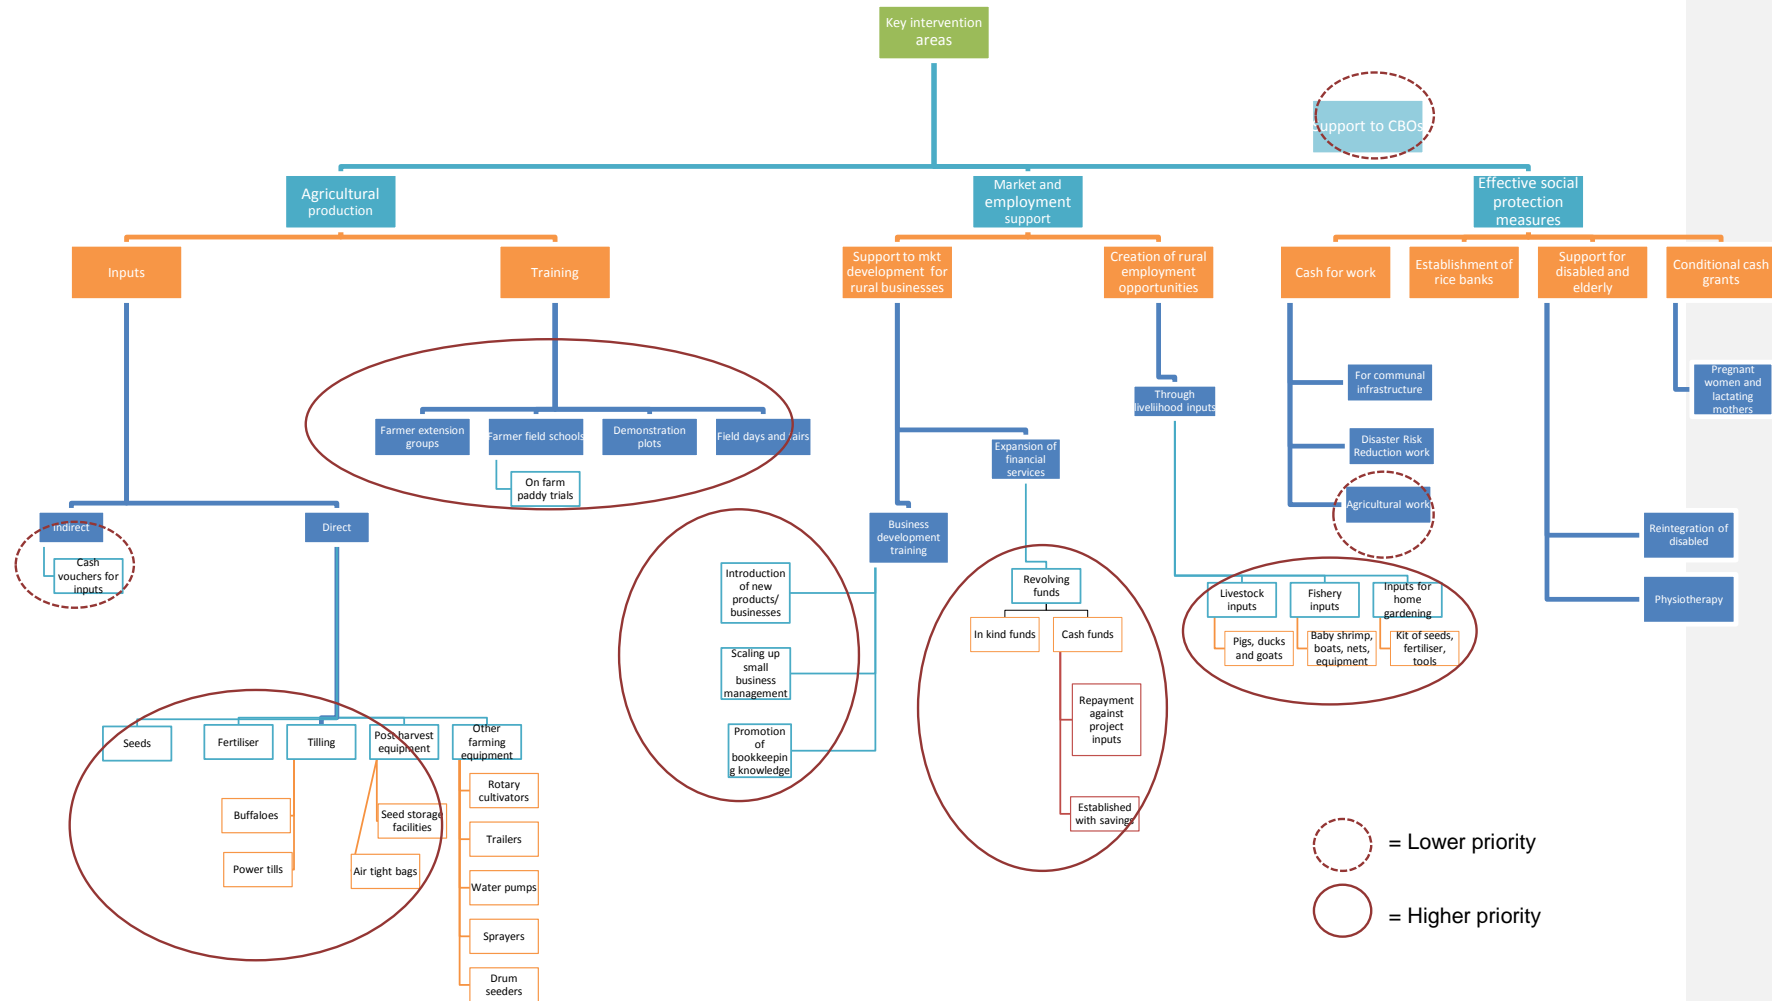 Key intervention
areas
Support to CBOs
Agricultural
production
Market and
employment
support
Effective social
protection
measures
Inputs
Training
Support to mkt
development for
rural businesses
Creation of rural
employment
opportunities
Cash for work
Establishment of
rice banks
Support for
disabled and
elderly
Conditional cash
grants
For communal
infrastructure
Pregnant
women and
lactating
mothers
Through
liveliihood inputs
Farmer extension
groups
Farmer field schools
Demonstration
plots
Field days and fairs
Disaster Risk
Reduction work
Expansion of
financial
services
On farm
paddy trials
Agricultural work
Indirect
Direct
Business
development
training
Reintegration of
disabled
Cash
vouchers for
inputs
Introduction
of new
products/
businesses
Revolving
funds
Livestock
inputs
Fishery
inputs
Inputs for
home
gardening
Physiotherapy
In kind funds
Cash funds
Pigs, ducks
and goats
Baby shrimp,
boats, nets,
equipment
Kit of seeds,
fertiliser,
tools
Scaling up
small
business
management
Repayment
against
project
inputs
Seeds
Fertiliser
Tilling
Post harvest
equipment
Other
farming
equipment
Promotion
of
bookkeepin
g knowledge
Rotary
cultivators
Buffaloes
Seed storage
facilities
Established
with savings
Trailers
= Lower priority
Power tills
Air tight bags
Water pumps
= Higher priority
Sprayers
Drum
seeders